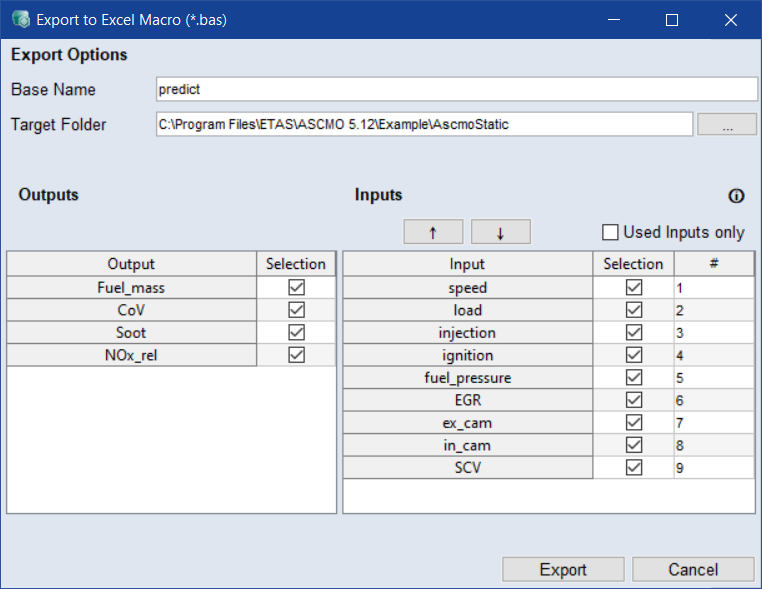 Export to Excel Macro (*.bas)
Export Options
Base Name predict
Target Folder C:\Program Files\ETAS\ASCMO 5.12\Example\AscmoStatic ...
Outputs Inputs
↑ ↓ Used Inputs only
Output Selection Input Selection #
Fuel_mass speed 1
CoV load 2
Soot injection 3
NOx_rel ignition 4
fuel_pressure 5
EGR 6
ex_cam 7
in_cam 8
SCV 9
Export Cancel